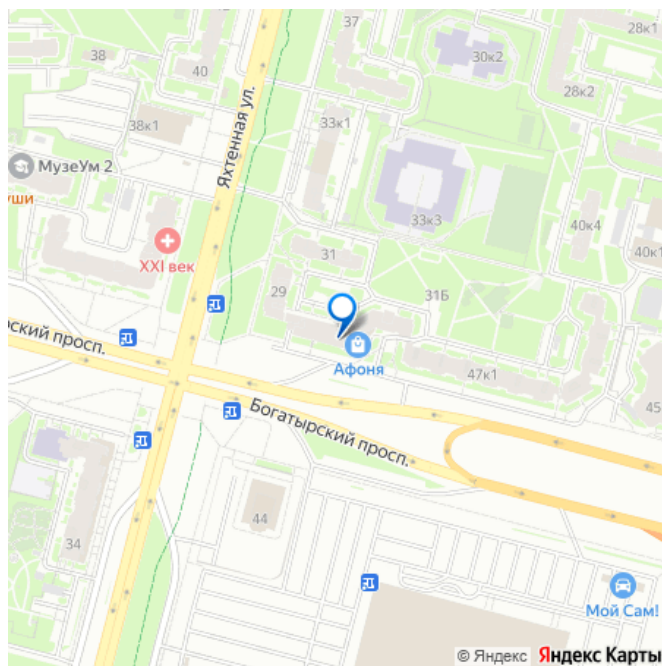 37
28к1
38
40
30к2
28к2
38к1
33к1
Яхтенная ул.
МузеУм 2
уши
33к3
40к4
40к1
XXI век
31
29
31Б
рский просп.
Афоня
47к1
45
Богатырский просп.
44
34
Мой Сам!
© Яндекс Яндекс Карты